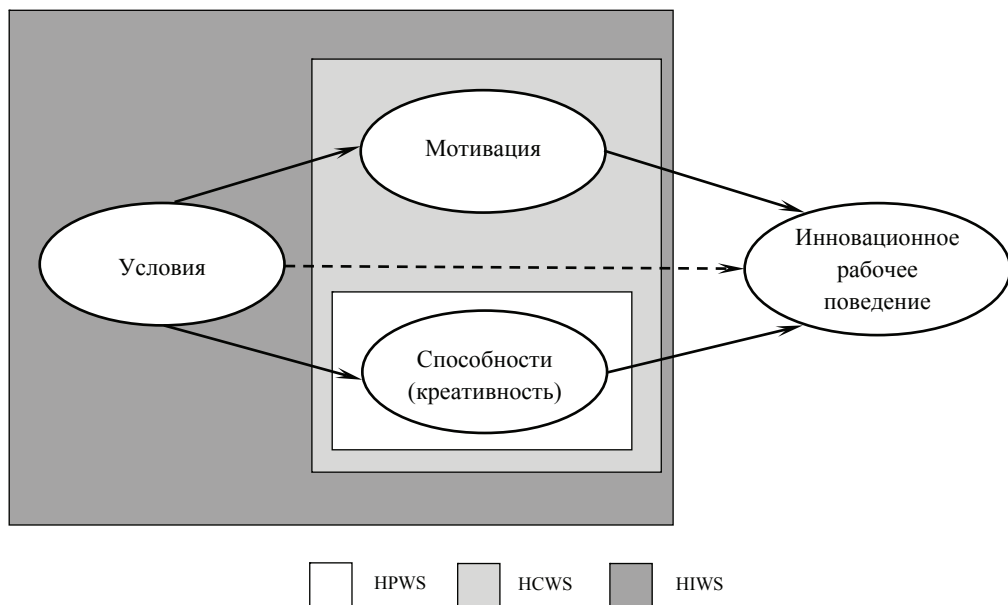 Мотивация
Условия
Инновационное
рабочее
поведение
Способности
(креативность)
HPWS
HCWS
HIWS